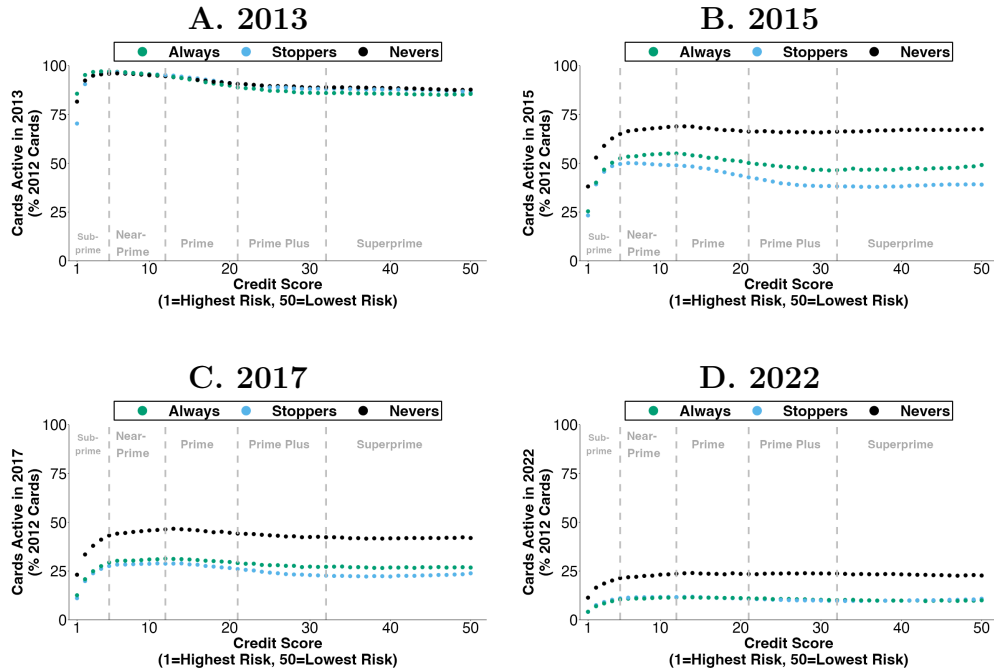 A. 2013
Always Stoppers Nevers
100
75
50
25
0
Cards Active in 2013
(% 2012 Cards)
Sub-
prime
Near-
Prime
Prime
Prime Plus
Superprime
1 10 20 30 40 50
Credit Score
(1=Highest Risk, 50=Lowest Risk)
B. 2015
Always Stoppers Nevers
100
75
50
25
0
Cards Active in 2015
(% 2012 Cards)
Sub-
prime
Near-
Prime
Prime
Prime Plus
Superprime
1 10 20 30 40 50
Credit Score
(1=Highest Risk, 50=Lowest Risk)
C. 2017
Always Stoppers Nevers
100
75
50
25
0
Cards Active in 2017
(% 2012 Cards)
Sub-
prime
Near-
Prime
Prime
Prime Plus
Superprime
1 10 20 30 40 50
Credit Score
(1=Highest Risk, 50=Lowest Risk)
D. 2022
Always Stoppers Nevers
100
75
50
25
0
Cards Active in 2022
(% 2012 Cards)
Sub-
prime
Near-
Prime
Prime
Prime Plus
Superprime
1 10 20 30 40 50
Credit Score
(1=Highest Risk, 50=Lowest Risk)